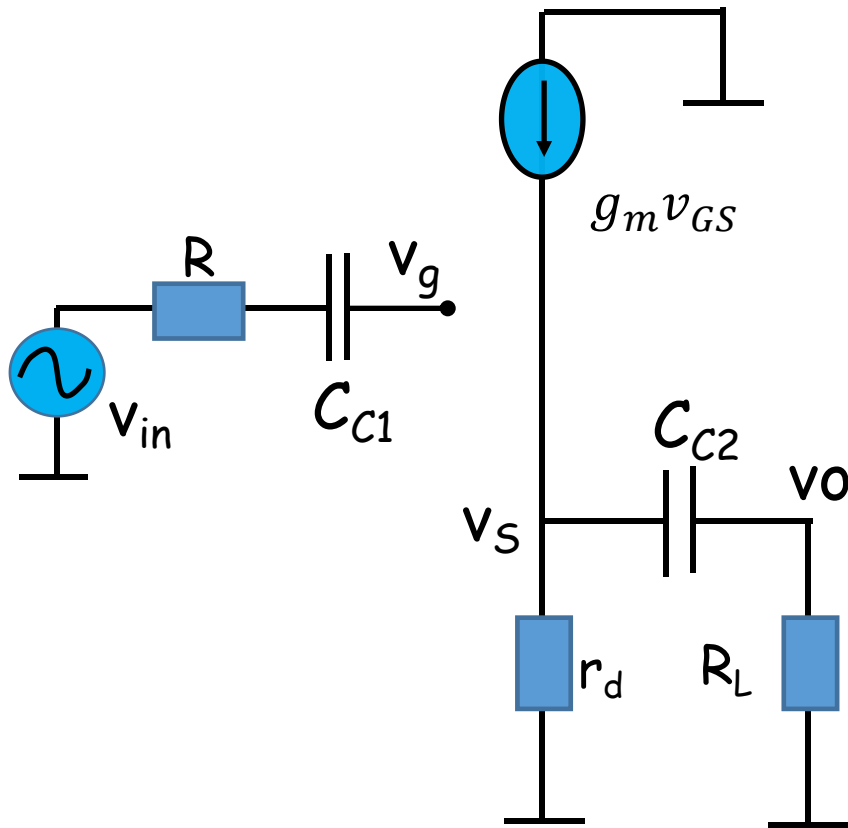 g_m v_GS
R
v_g
C_C1
v_in
C_C2
vo
v_S
r_d
R_L